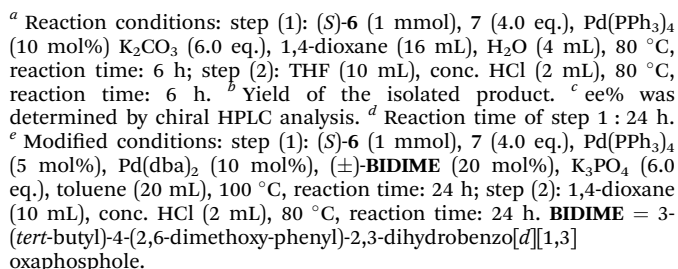 a Reaction conditions: step (1): (S)-6 (1 mmol), 7 (4.0 eq.), Pd(PPh3)4
(10 mol%) K2CO3 (6.0 eq.), 1,4-dioxane (16 mL), H2O (4 mL), 80 °C,
reaction time: 6 h; step (2): THF (10 mL), conc. HCl (2 mL), 80 °C,
reaction time: 6 h. b Yield of the isolated product. c ee% was
determined by chiral HPLC analysis. d Reaction time of step 1 : 24 h.
e Modified conditions: step (1): (S)-6 (1 mmol), 7 (4.0 eq.), Pd(PPh3)4
(5 mol%), Pd(dba)2 (10 mol%), (±)-BIDIME (20 mol%), K3PO4 (6.0
eq.), toluene (20 mL), 100 °C, reaction time: 24 h; step (2): 1,4-dioxane
(10 mL), conc. HCl (2 mL), 80 °C, reaction time: 24 h. BIDIME = 3-
(tert-butyl)-4-(2,6-dimethoxy-phenyl)-2,3-dihydrobenzo[d][1,3]
oxaphosphole.